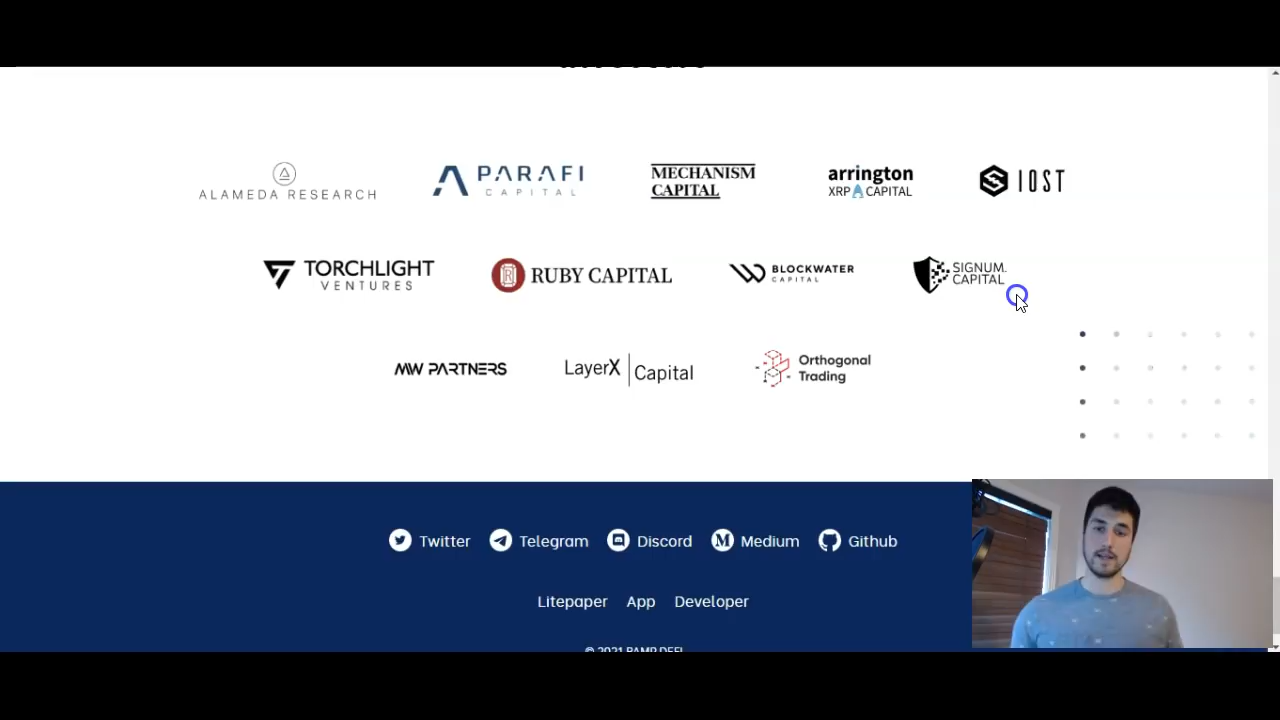 ALAMEDA RESEARCH
PARAFI
CAPITAL
MECHANISM
CAPITAL
arrington
XRP CAPITAL
IOST
TORCHLIGHT
VENTURES
RUBY CAPITAL
BLOCKWATER
CAPITAL
SIGNUM.
CAPITAL
MW PARTNERS
LayerX | Capital
Orthogonal
Trading
Twitter Telegram Discord Medium Github
Litepaper App Developer